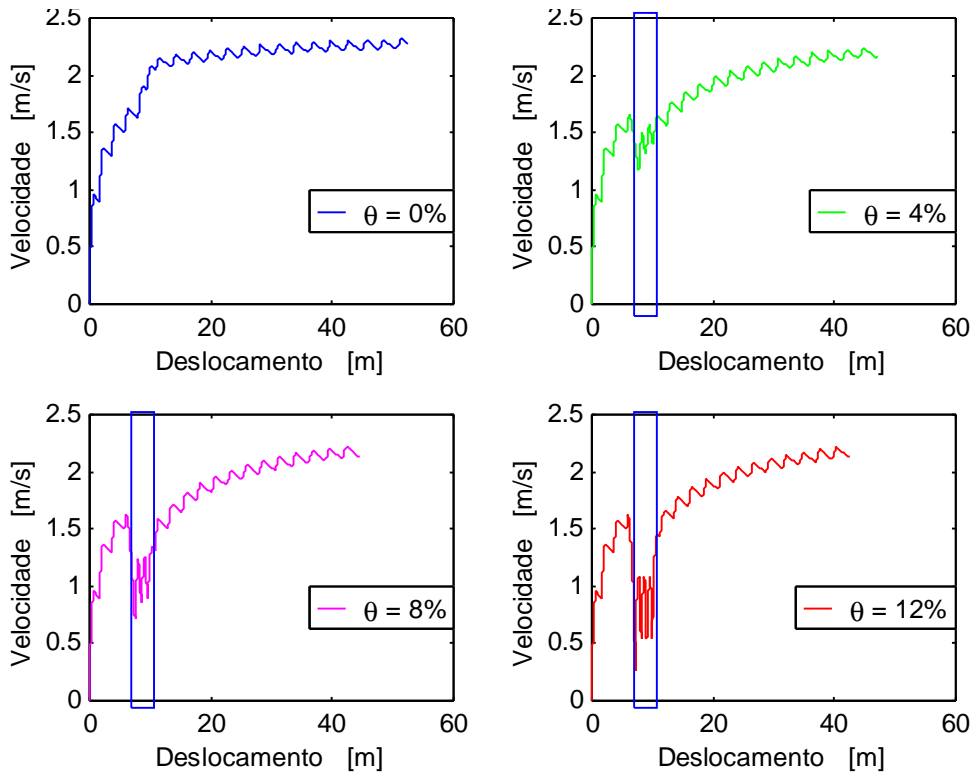 2.5
2
1.5
1
0.5
0
Velocidade [m/s]
θ = 0%
0 20 40 60
Deslocamento [m]
2.5
2
1.5
1
0.5
0
Velocidade [m/s]
θ = 4%
0 20 40 60
Deslocamento [m]
2.5
2
1.5
1
0.5
0
Velocidade [m/s]
θ = 8%
0 20 40 60
Deslocamento [m]
2.5
2
1.5
1
0.5
0
Velocidade [m/s]
θ = 12%
0 20 40 60
Deslocamento [m]